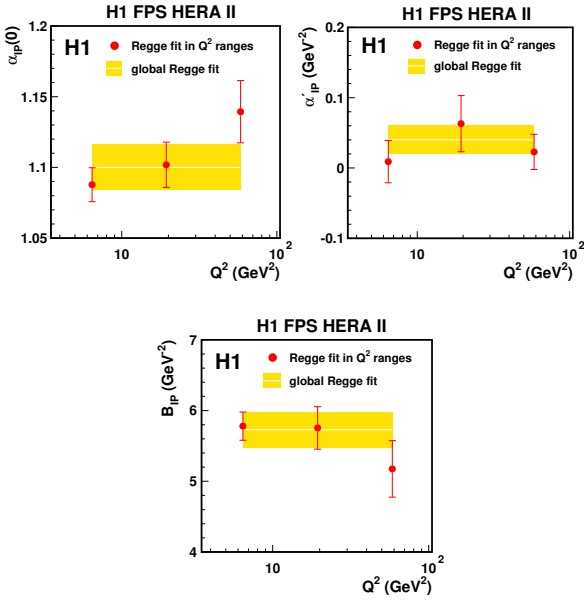 H1 FPS HERA II
α_IP(0)
1.2
1.15
1.1
1.05
H1
Regge fit in Q² ranges
global Regge fit
10
10²
Q² (GeV²)
H1 FPS HERA II
α′_IP (GeV⁻²)
0.2
0.1
0
-0.1
H1
Regge fit in Q² ranges
global Regge fit
10
10²
Q² (GeV²)
H1 FPS HERA II
B_IP (GeV⁻²)
7
6
5
4
H1
Regge fit in Q² ranges
global Regge fit
10
10²
Q² (GeV²)